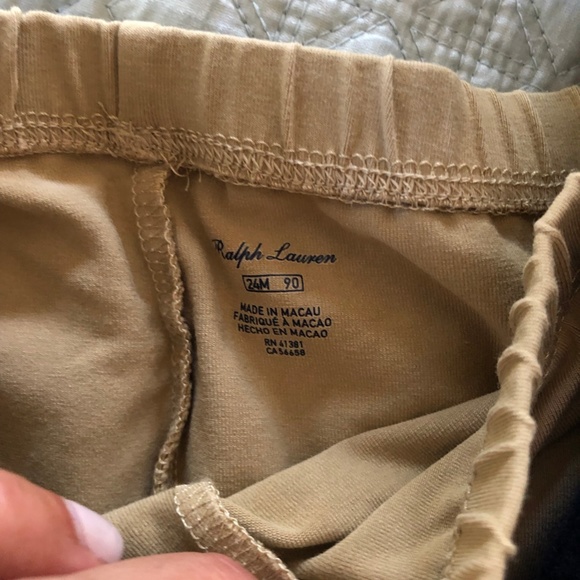 Ralph Lauren
24M 90
MADE IN MACAU
FABRIQUÉ À MACAO
HECHO EN MACAO
RN 41381
CA56658